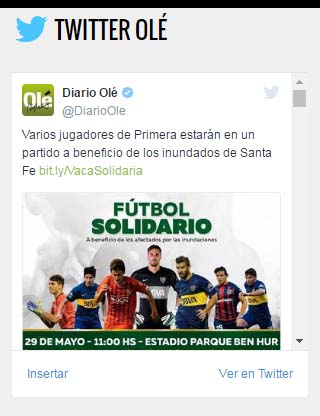 TWITTER OLÉ
Olé
Diario Olé
@DiarioOle
Varios jugadores de Primera estarán en un
partido a beneficio de los inundados de Santa
Fe bit.ly/VacaSolidaria
FÚTBOL
SOLIDARIO
A beneficio de los afectados por las inundaciones
29 DE MAYO - 11:00 HS - ESTADIO PARQUE BEN HUR
Insertar
Ver en Twitter